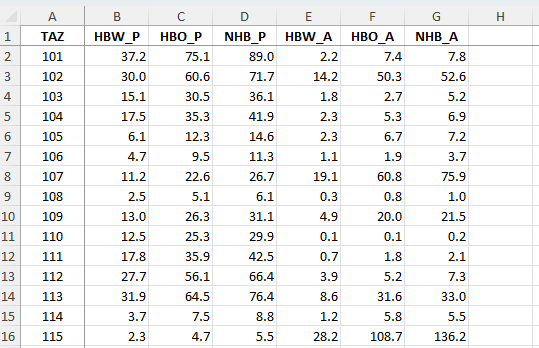 A B C D E F G H
1 TAZ HBW_P HBO_P NHB_P HBW_A HBO_A NHB_A
2 101 37.2 75.1 89.0 2.2 7.4 7.8
3 102 30.0 60.6 71.7 14.2 50.3 52.6
4 103 15.1 30.5 36.1 1.8 2.7 5.2
5 104 17.5 35.3 41.9 2.3 5.3 6.9
6 105 6.1 12.3 14.6 2.3 6.7 7.2
7 106 4.7 9.5 11.3 1.1 1.9 3.7
8 107 11.2 22.6 26.7 19.1 60.8 75.9
9 108 2.5 5.1 6.1 0.3 0.8 1.0
10 109 13.0 26.3 31.1 4.9 20.0 21.5
11 110 12.5 25.3 29.9 0.1 0.1 0.2
12 111 17.8 35.9 42.5 0.7 1.8 2.1
13 112 27.7 56.1 66.4 3.9 5.2 7.3
14 113 31.9 64.5 76.4 8.6 31.6 33.0
15 114 3.7 7.5 8.8 1.2 5.8 5.5
16 115 2.3 4.7 5.5 28.2 108.7 136.2